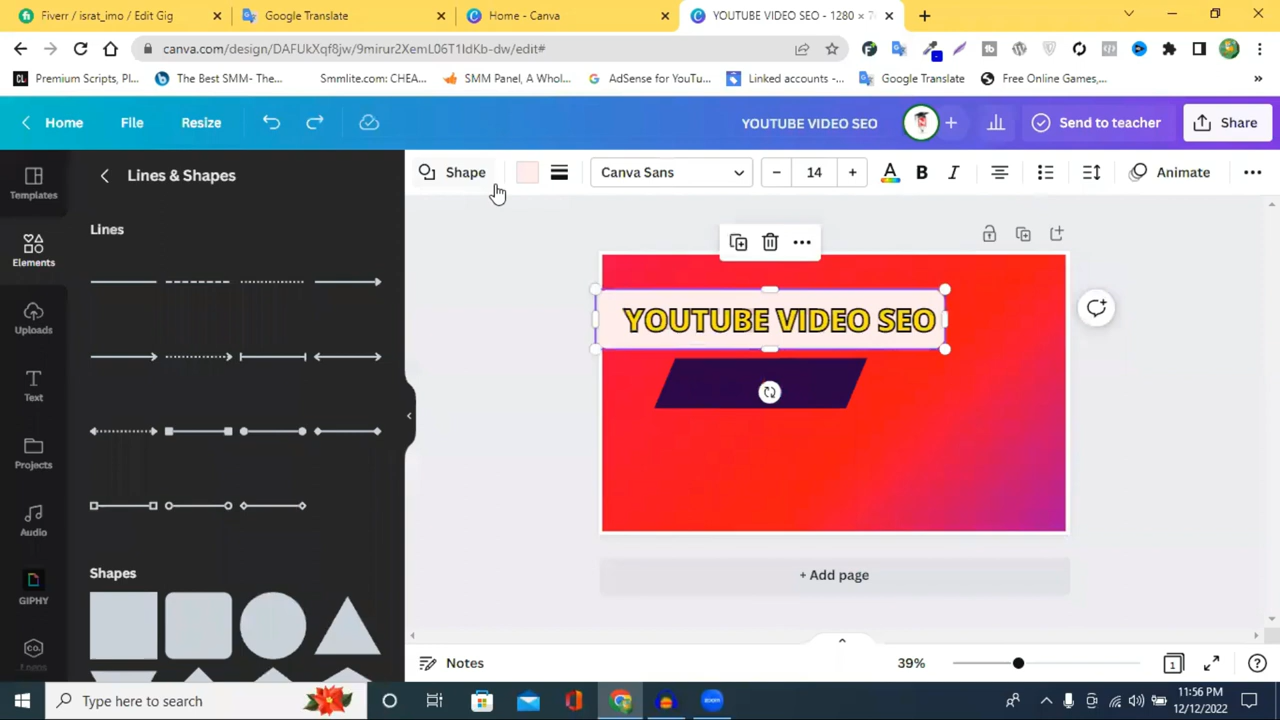 Fiverr / israt_imo / Edit Gig
Google Translate
Home - Canva
YOUTUBE VIDEO SEO - 1280 × 7
canva.com/design/DAFUkXqf8jw/9mirur2XemL06T1IdKbw-dw/edit#
Premium Scripts, Pl...
The Best SMM- The...
Smmlite.com: CHEA...
SMM Panel, A Whol...
AdSense for YouTu...
Linked accounts -...
Google Translate
Free Online Games,...
Home
File
Resize
YOUTUBE VIDEO SEO
Send to teacher
Share
Templates
Elements
Uploads
Text
Projects
Audio
GIPHY
Lines & Shapes
Lines
Shapes
Shape
Canva Sans
14
A
B
I
Animate
YOUTUBE VIDEO SEO
+ Add page
Notes
39%
1
Type here to search
zoom
11:56 PM
12/12/2022